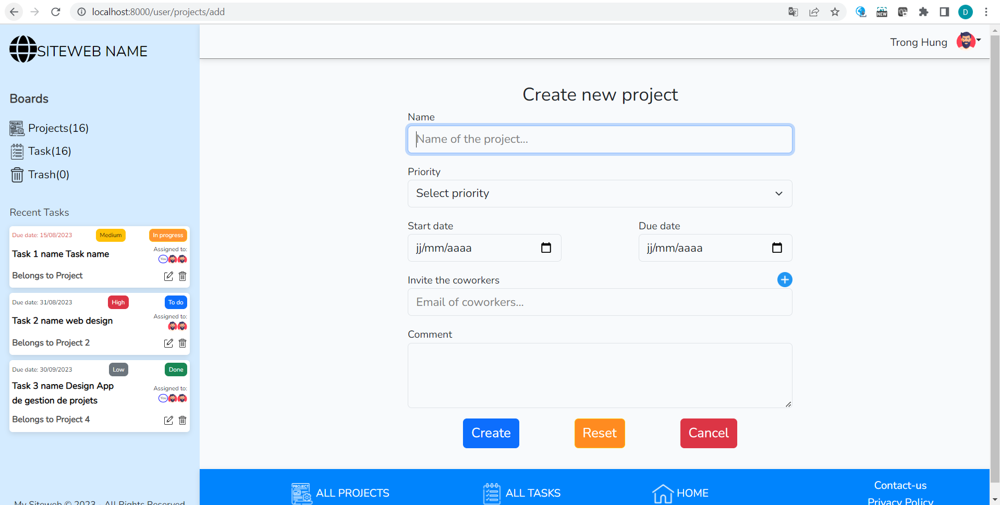 localhost:8000/user/projects/add
NEW
D
SITEWEB NAME
Trong Hung
Boards
PROJECT
Projects(16)
Task(16)
Trash(0)
Recent Tasks
Due date: 15/08/2023 Medium In progress
Task 1 name Task name
Assigned to:
You
Belongs to Project
Due date: 31/08/2023 High To do
Task 2 name web design
Assigned to:
Belongs to Project 2
Due date: 30/09/2023 Low Done
Task 3 name Design App
de gestion de projets
Assigned to:
You
Belongs to Project 4
My Siteweb © 2023 - All Rights Reserved
Create new project
Name
Name of the project...
Priority
Select priority
Start date Due date
jj/mm/aaaa jj/mm/aaaa
Invite the coworkers
Email of coworkers...
Comment
Create Reset Cancel
PROJECT
ALL PROJECTS ALL TASKS HOME
Contact-us
Privacy Policy